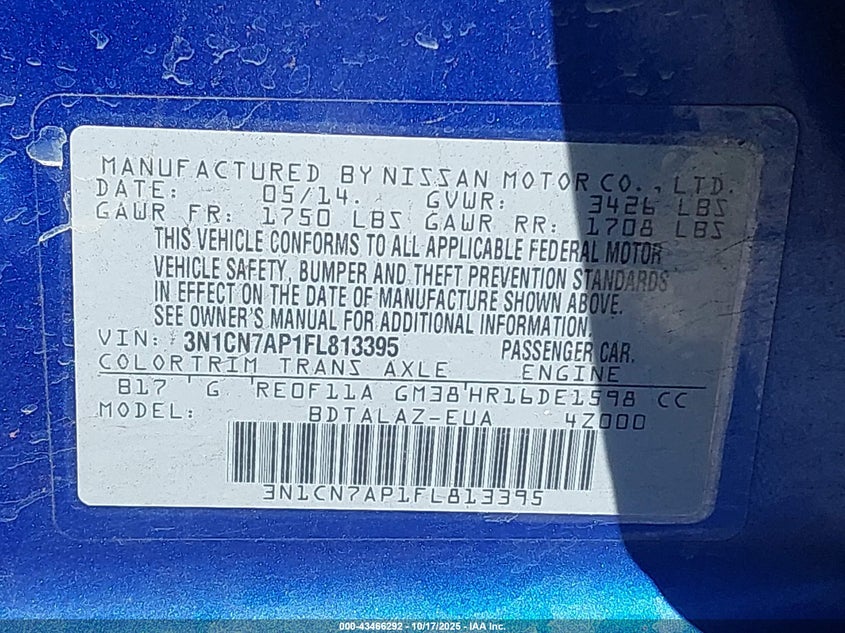 MANUFACTURED BY NISSAN MOTOR CO., LTD.
DATE: 05/14. GVWR: 3426 LBS
GAWR FR: 1750 LBS GAWR RR: 1708 LBS
THIS VEHICLE CONFORMS TO ALL APPLICABLE FEDERAL MOTOR
VEHICLE SAFETY, BUMPER AND THEFT PREVENTION STANDARDS
IN EFFECT ON THE DATE OF MANUFACTURE SHOWN ABOVE.
SEE OWNER'S MANUAL FOR ADDITIONAL INFORMATION.
VIN: 3N1CN7AP1FL813395 PASSENGER CAR.
COLOR TRIM TRANS AXLE ENGINE
B17 G RE0F11A GM38 HR16DE1598 CC
MODEL: BDTALAZ-EUA 4Z000
3N1CN7AP1FL813395
000-43466292 - 10/17/2025 - IAA Inc.